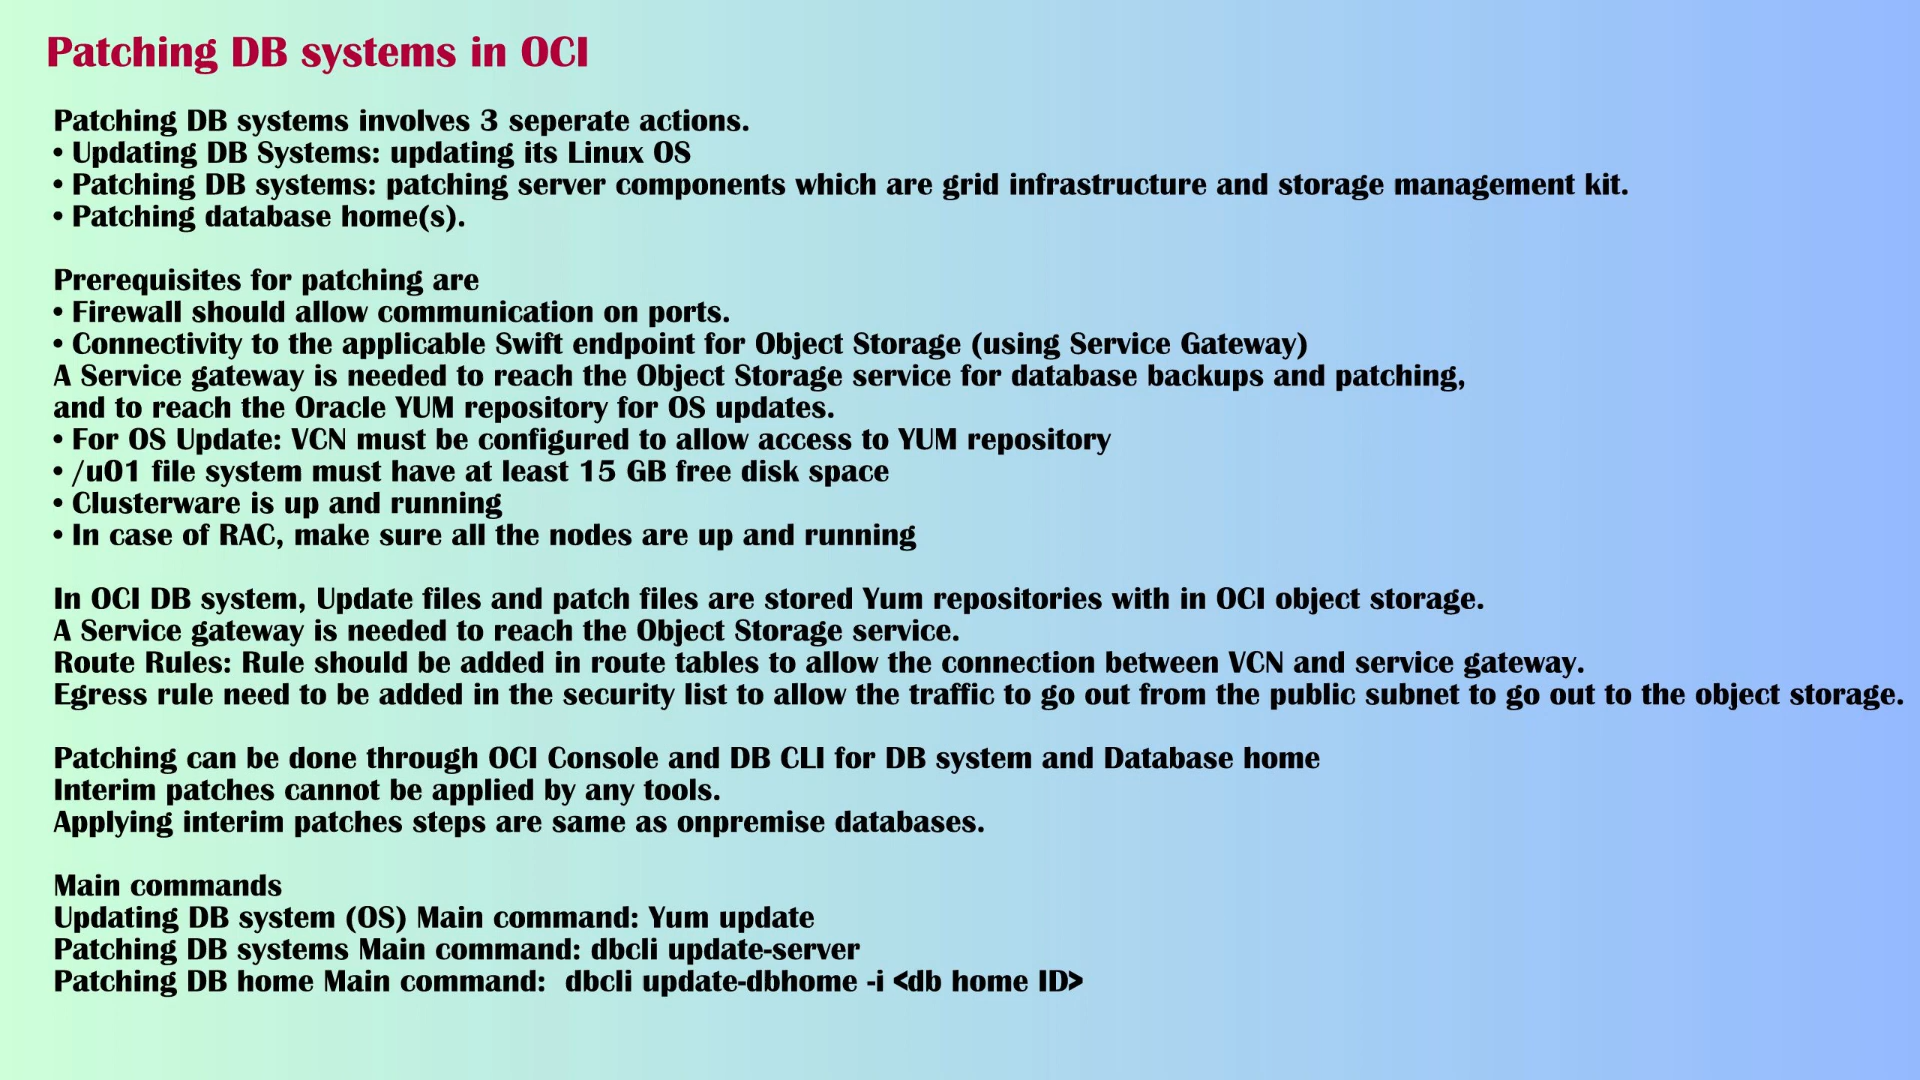 Patching DB systems in OCI
Patching DB systems involves 3 seperate actions.
• Updating DB Systems: updating its Linux OS
• Patching DB systems: patching server components which are grid infrastructure and storage management kit.
• Patching database home(s).
Prerequisites for patching are
• Firewall should allow communication on ports.
• Connectivity to the applicable Swift endpoint for Object Storage (using Service Gateway)
A Service gateway is needed to reach the Object Storage service for database backups and patching,
and to reach the Oracle YUM repository for OS updates.
• For OS Update: VCN must be configured to allow access to YUM repository
• /u01 file system must have at least 15 GB free disk space
• Clusterware is up and running
• In case of RAC, make sure all the nodes are up and running
In OCI DB system, Update files and patch files are stored Yum repositories with in OCI object storage.
A Service gateway is needed to reach the Object Storage service.
Route Rules: Rule should be added in route tables to allow the connection between VCN and service gateway.
Egress rule need to be added in the security list to allow the traffic to go out from the public subnet to go out to the object storage.
Patching can be done through OCI Console and DB CLI for DB system and Database home
Interim patches cannot be applied by any tools.
Applying interim patches steps are same as onpremise databases.
Main commands
Updating DB system (OS) Main command: Yum update
Patching DB systems Main command: dbcli update-server
Patching DB home Main command:  dbcli update-dbhome -i <db home ID>